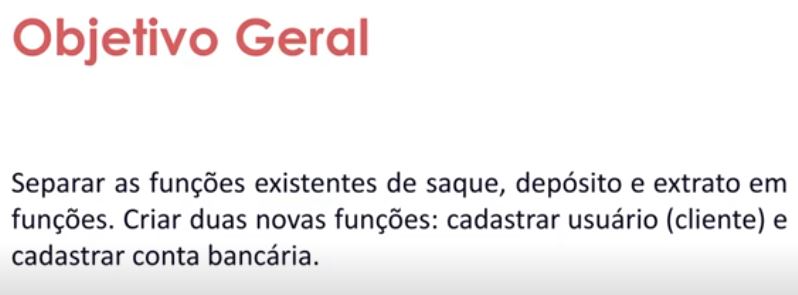 Objetivo Geral
Separar as funções existentes de saque, depósito e extrato em
funções. Criar duas novas funções: cadastrar usuário (cliente) e
cadastrar conta bancária.